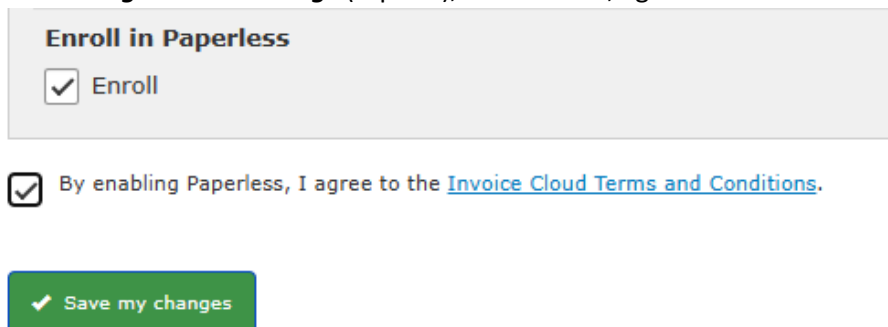 Enroll in Paperless
Enroll
By enabling Paperless, I agree to the Invoice Cloud Terms and Conditions.
Save my changes